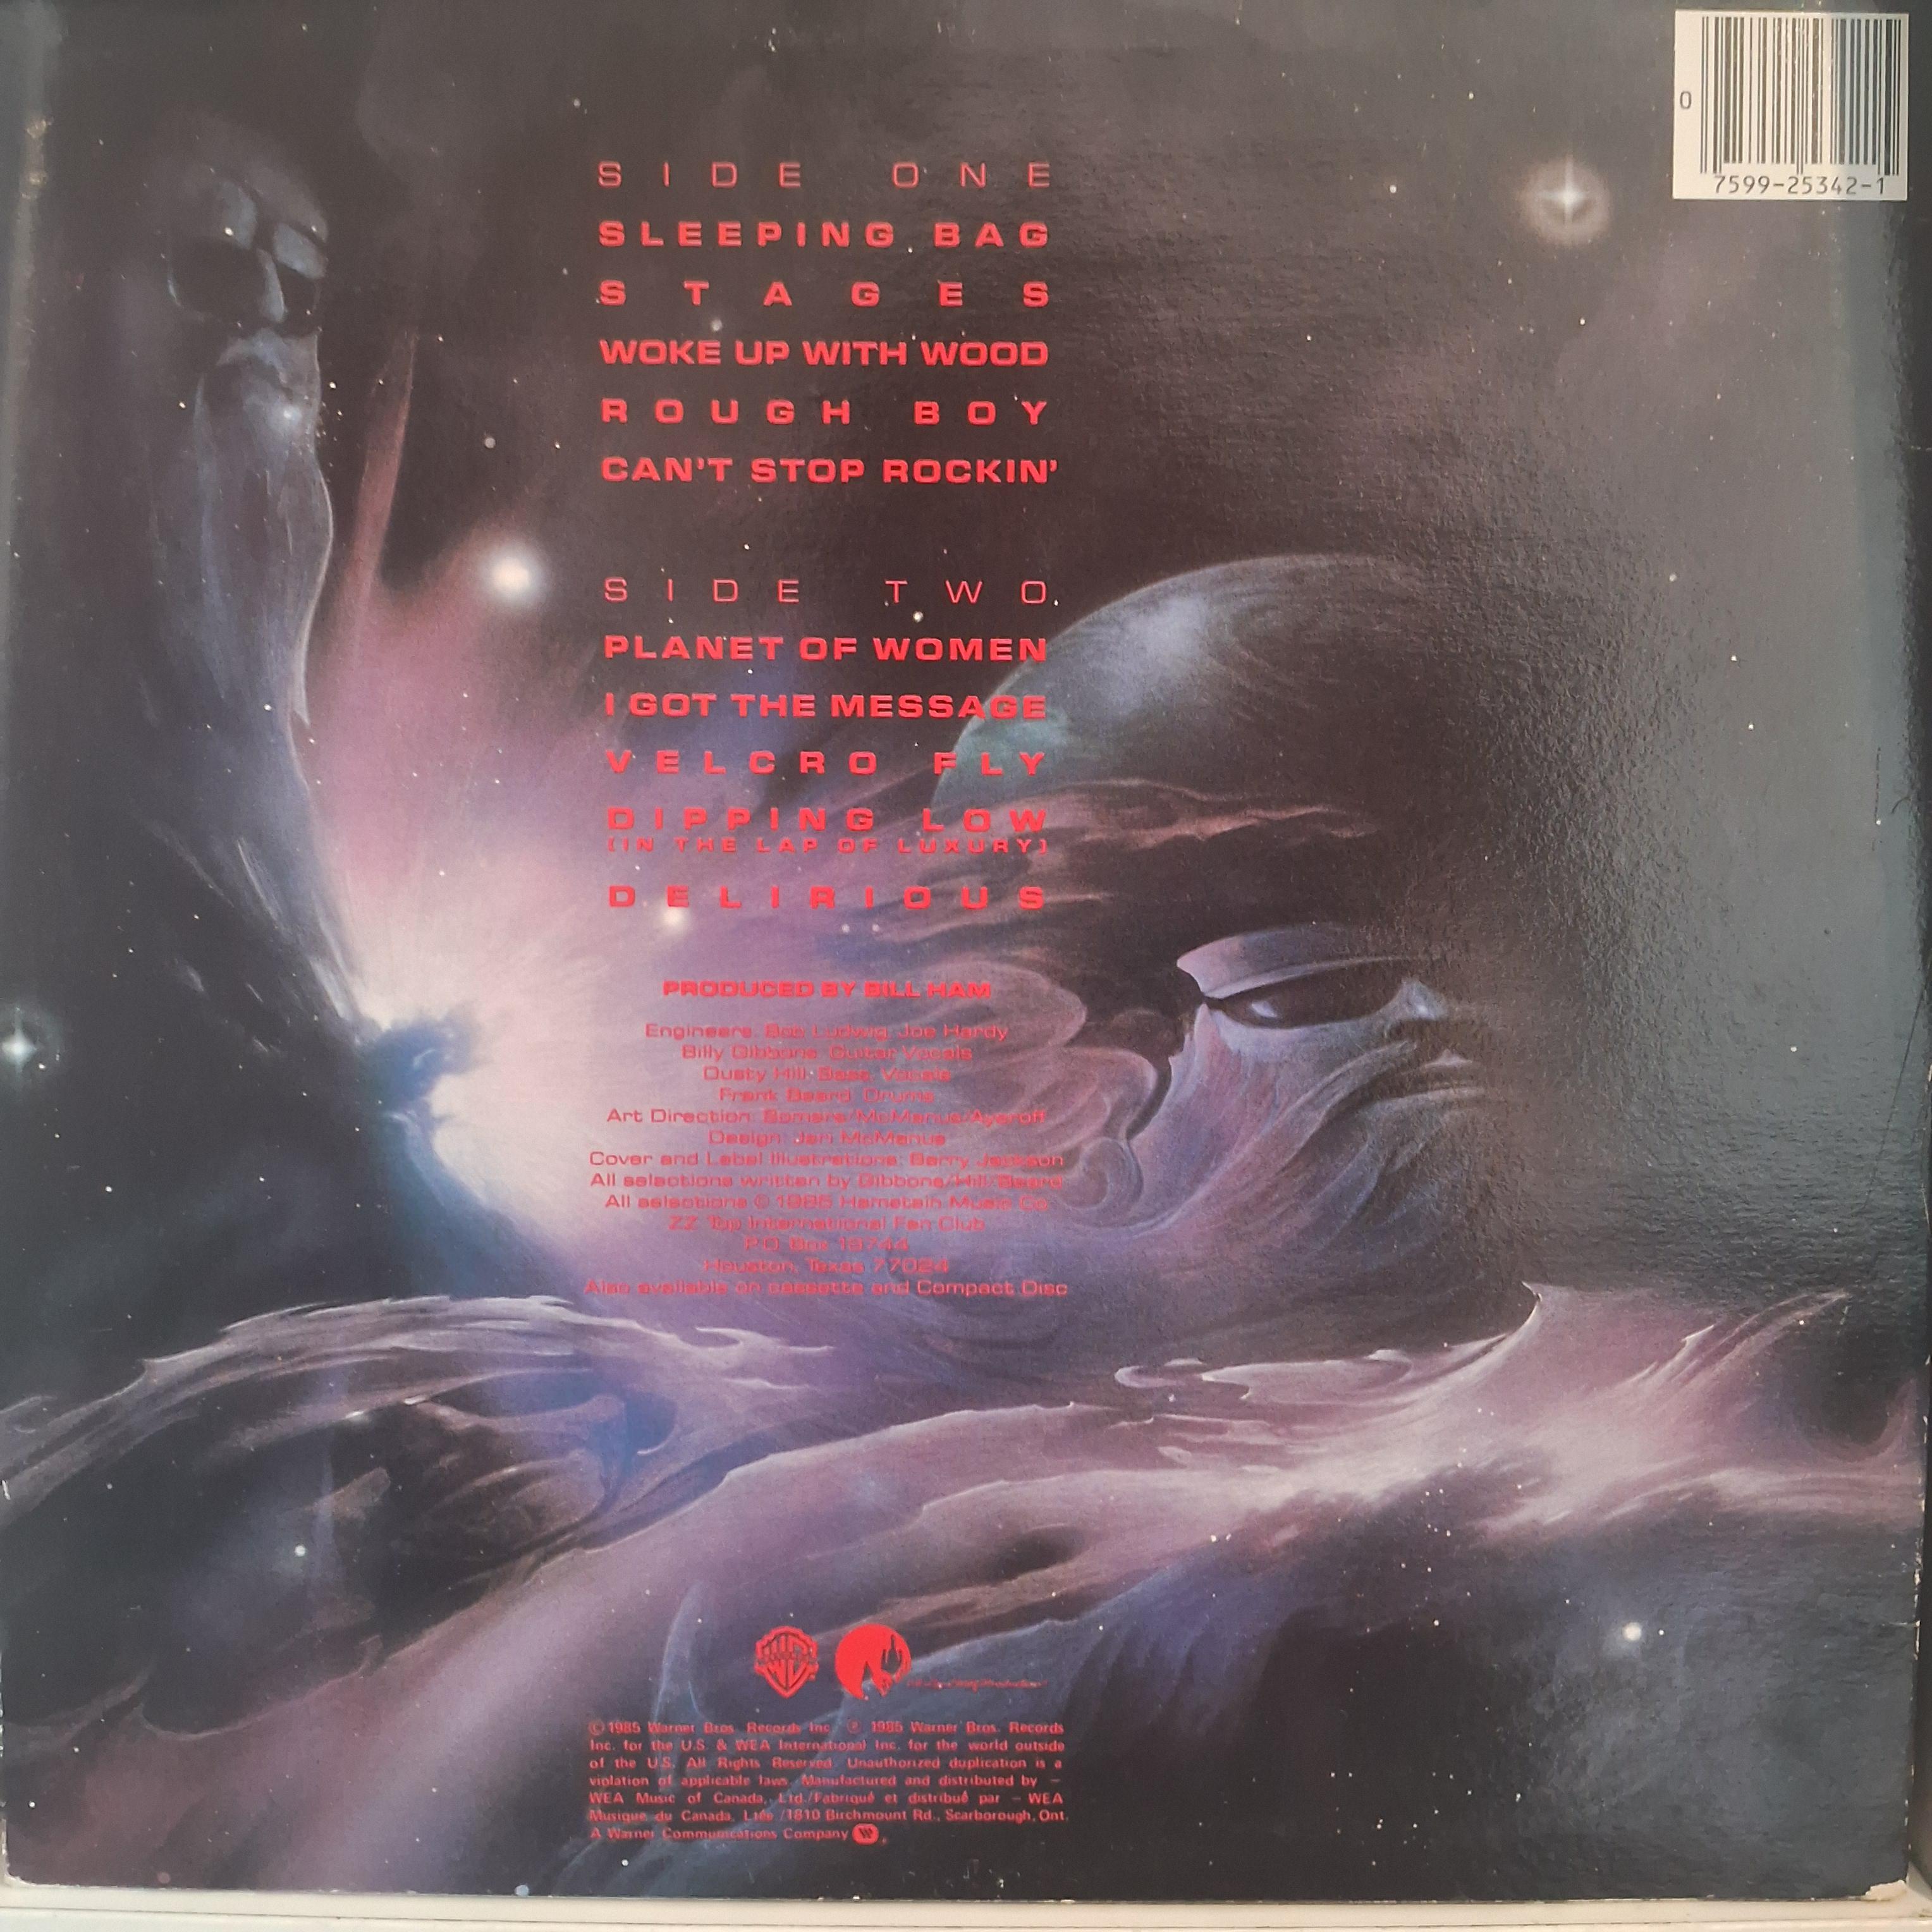 0
7599-25342-1
SIDE ONE
SLEEPING BAG
STAGES
WOKE UP WITH WOOD
ROUGH BOY
CAN'T STOP ROCKIN'
SIDE TWO
PLANET OF WOMEN
I GOT THE MESSAGE
VELCRO FLY
DIPPING LOW
(IN THE LAP OF LUXURY)
DELIRIOUS
PRODUCED BY BILL HAM
Engineers: Bob Ludwig, Joe Hardy
Billy Gibbons: Guitar, Vocals
Dusty Hill: Bass, Vocals
Frank Beard: Drums
Art Direction: Somers/McManus/Ayeroff
Design: Jeri McManus
Cover and Label Illustrations: Barry Jackson
All selections written by Gibbons/Hill/Beard
All selections © 1985 Hamstein Music Co.
ZZ Top International Fan Club
P.O. Box 19744
Houston, Texas 77024
Also available on cassette and Compact Disc
© 1985 Warner Bros. Records Inc. ℗ 1985 Warner Bros. Records
Inc. for the U.S. & WEA International Inc. for the world outside
of the U.S. All Rights Reserved. Unauthorized duplication is a
violation of applicable laws. Manufactured and distributed by –
WEA Music of Canada, Ltd./Fabriqué et distribué par – WEA
Musique du Canada, Ltée /1810 Birchmount Rd., Scarborough, Ont.
A Warner Communications Company